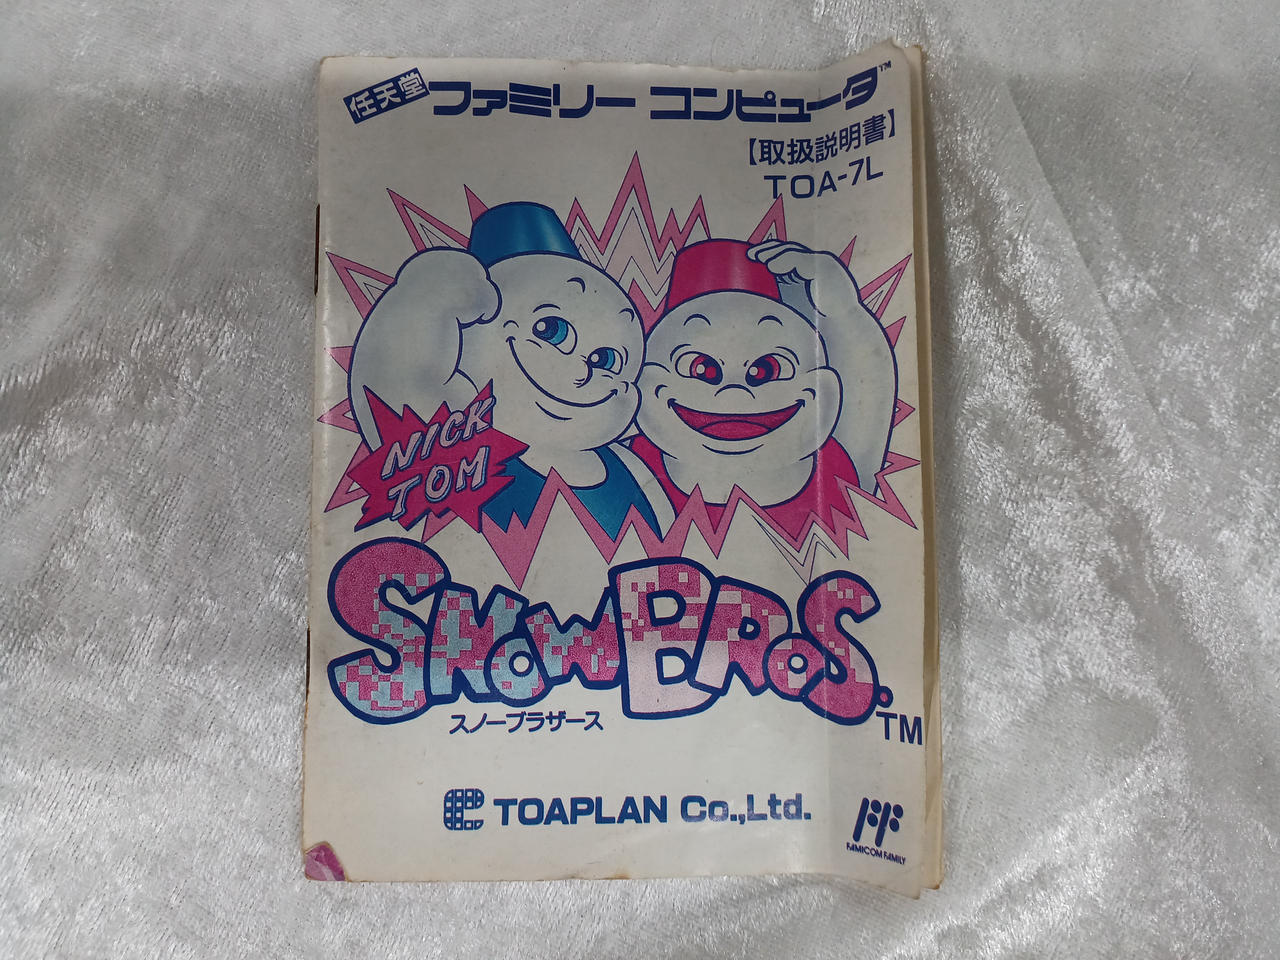 任天堂 ファミリー コンピュータ™
【取扱説明書】
TOA-7L
NICK
TOM
SNOW BROS.™
スノーブラザース
TOAPLAN Co.,Ltd.
FF
FAMICOM FAMILY